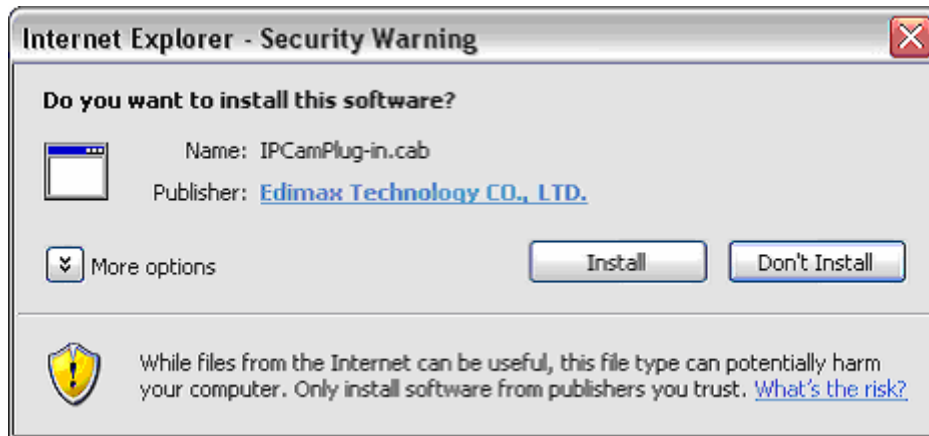 Internet Explorer - Security Warning
Do you want to install this software?
Name: IPCamPlug-in.cab
Publisher: Edimax Technology CO., LTD.
More options
Install
Don't Install
While files from the Internet can be useful, this file type can potentially harm
your computer. Only install software from publishers you trust. What's the risk?